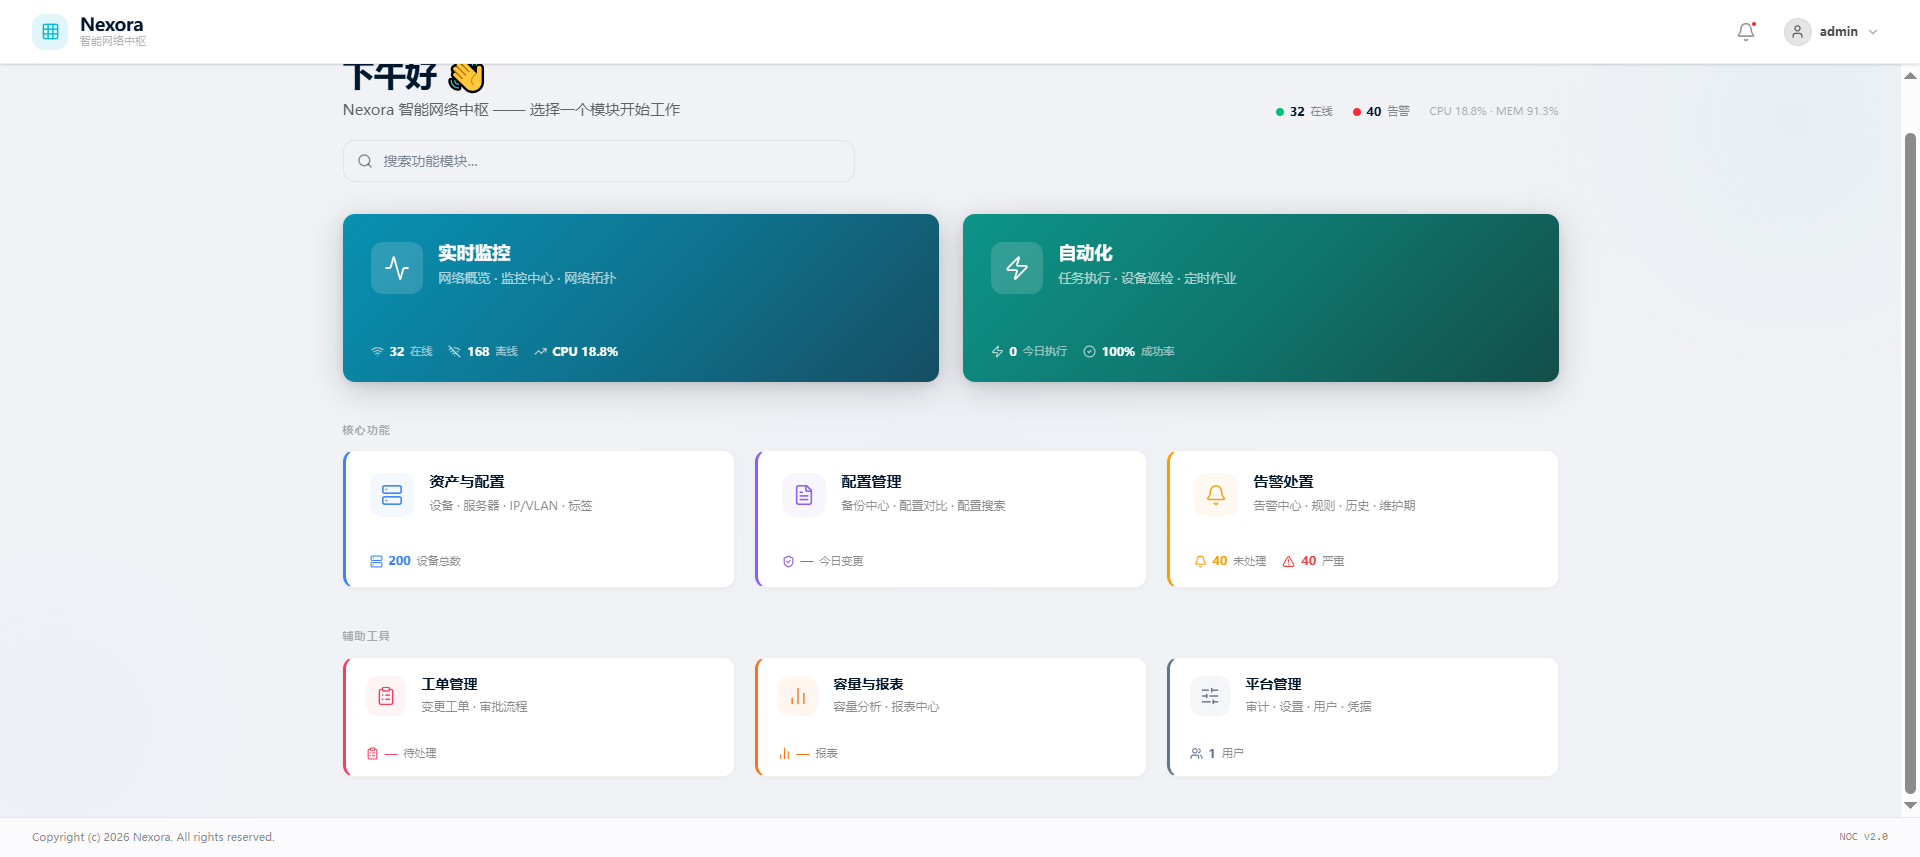 Nexora
智能网络中枢
admin
下午好 👋
Nexora 智能网络中枢 —— 选择一个模块开始工作
32 在线 40 告警 CPU 18.8% · MEM 91.3%
搜索功能模块...
实时监控
网络概览 · 监控中心 · 网络拓扑
32 在线 168 离线 CPU 18.8%
自动化
任务执行 · 设备巡检 · 定时作业
0 今日执行 100% 成功率
核心功能
资产与配置
设备 · 服务器 · IP/VLAN · 标签
200 设备总数
配置管理
备份中心 · 配置对比 · 配置搜索
— 今日变更
告警处置
告警中心 · 规则 · 历史 · 维护期
40 未处理 40 严重
辅助工具
工单管理
变更工单 · 审批流程
— 待处理
容量与报表
容量分析 · 报表中心
— 报表
平台管理
审计 · 设置 · 用户 · 凭据
1 用户
Copyright (c) 2026 Nexora. All rights reserved.
NOC v2.0